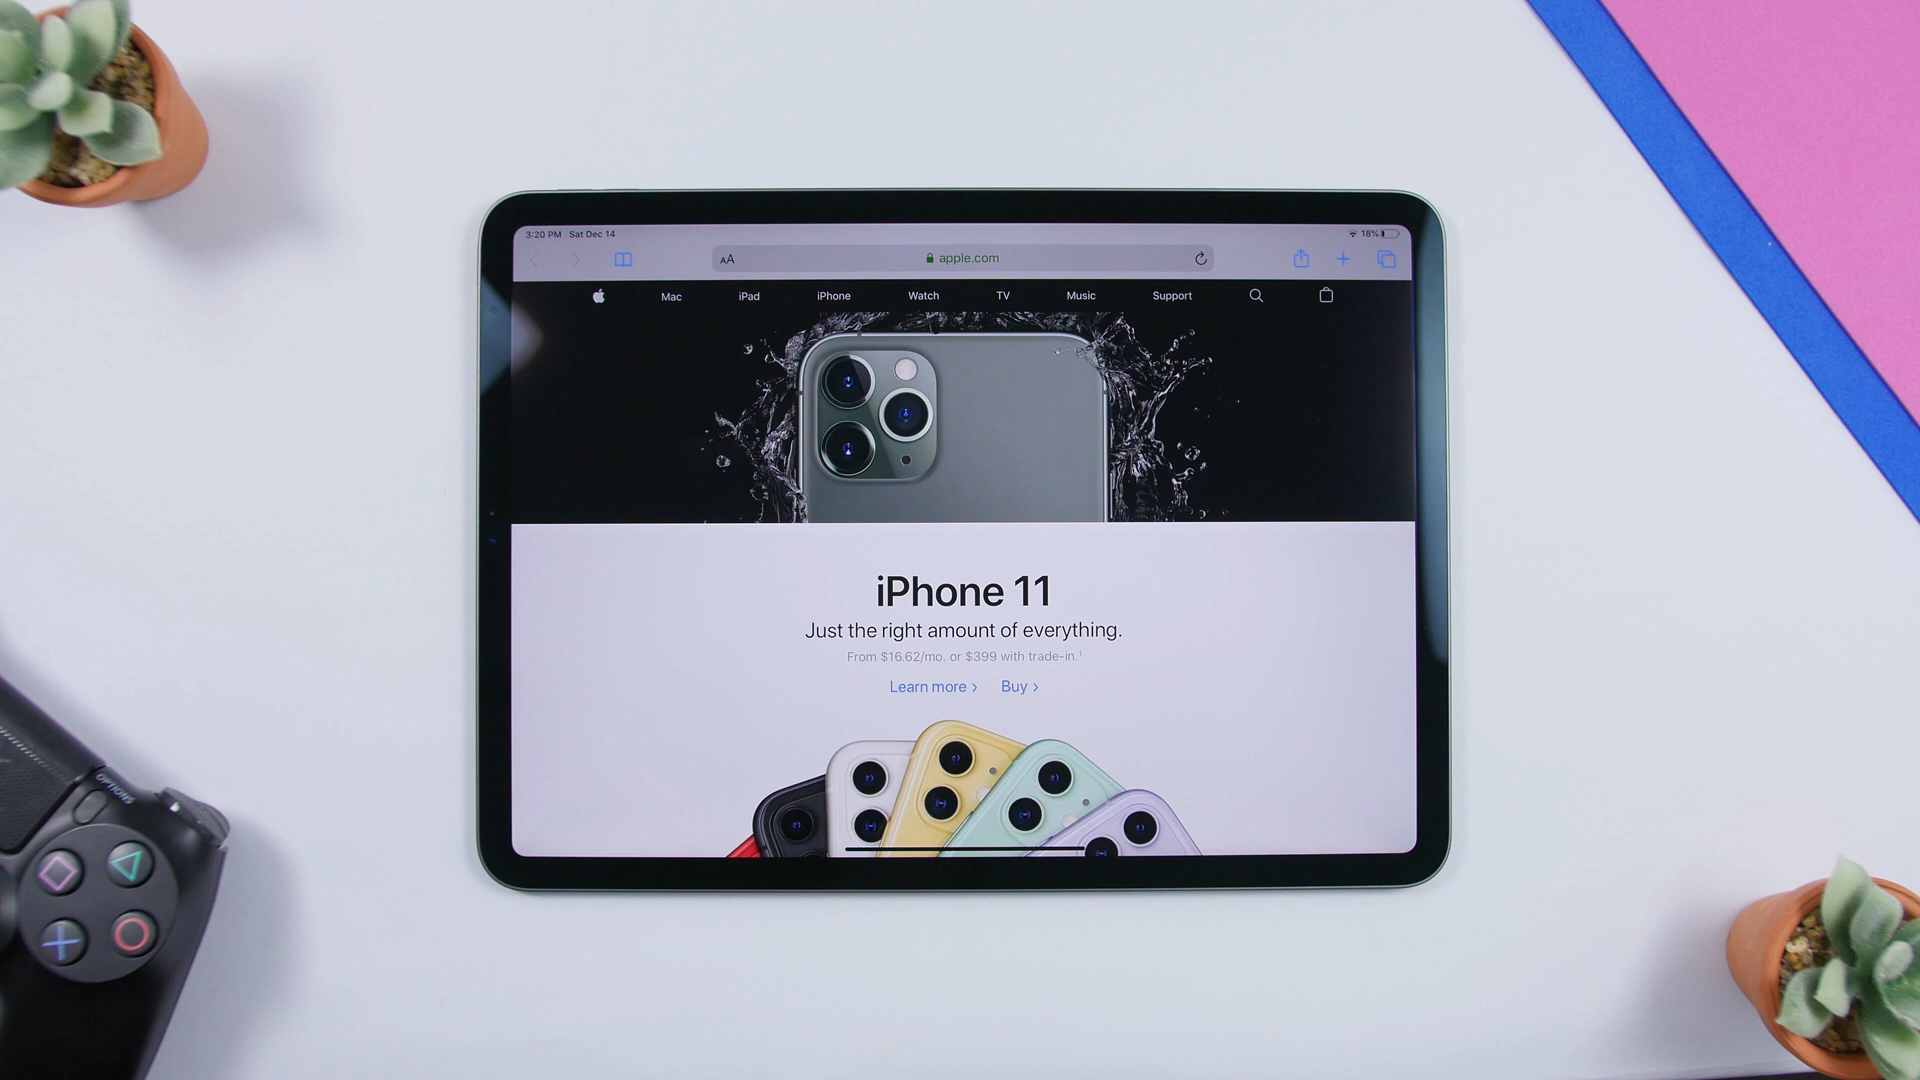 3:20 PM Sat Dec 14 18%
AA apple.com
Mac iPad iPhone Watch TV Music Support
iPhone 11
Just the right amount of everything.
From $16.62/mo. or $399 with trade-in.¹
Learn more > Buy >
OPTIONS